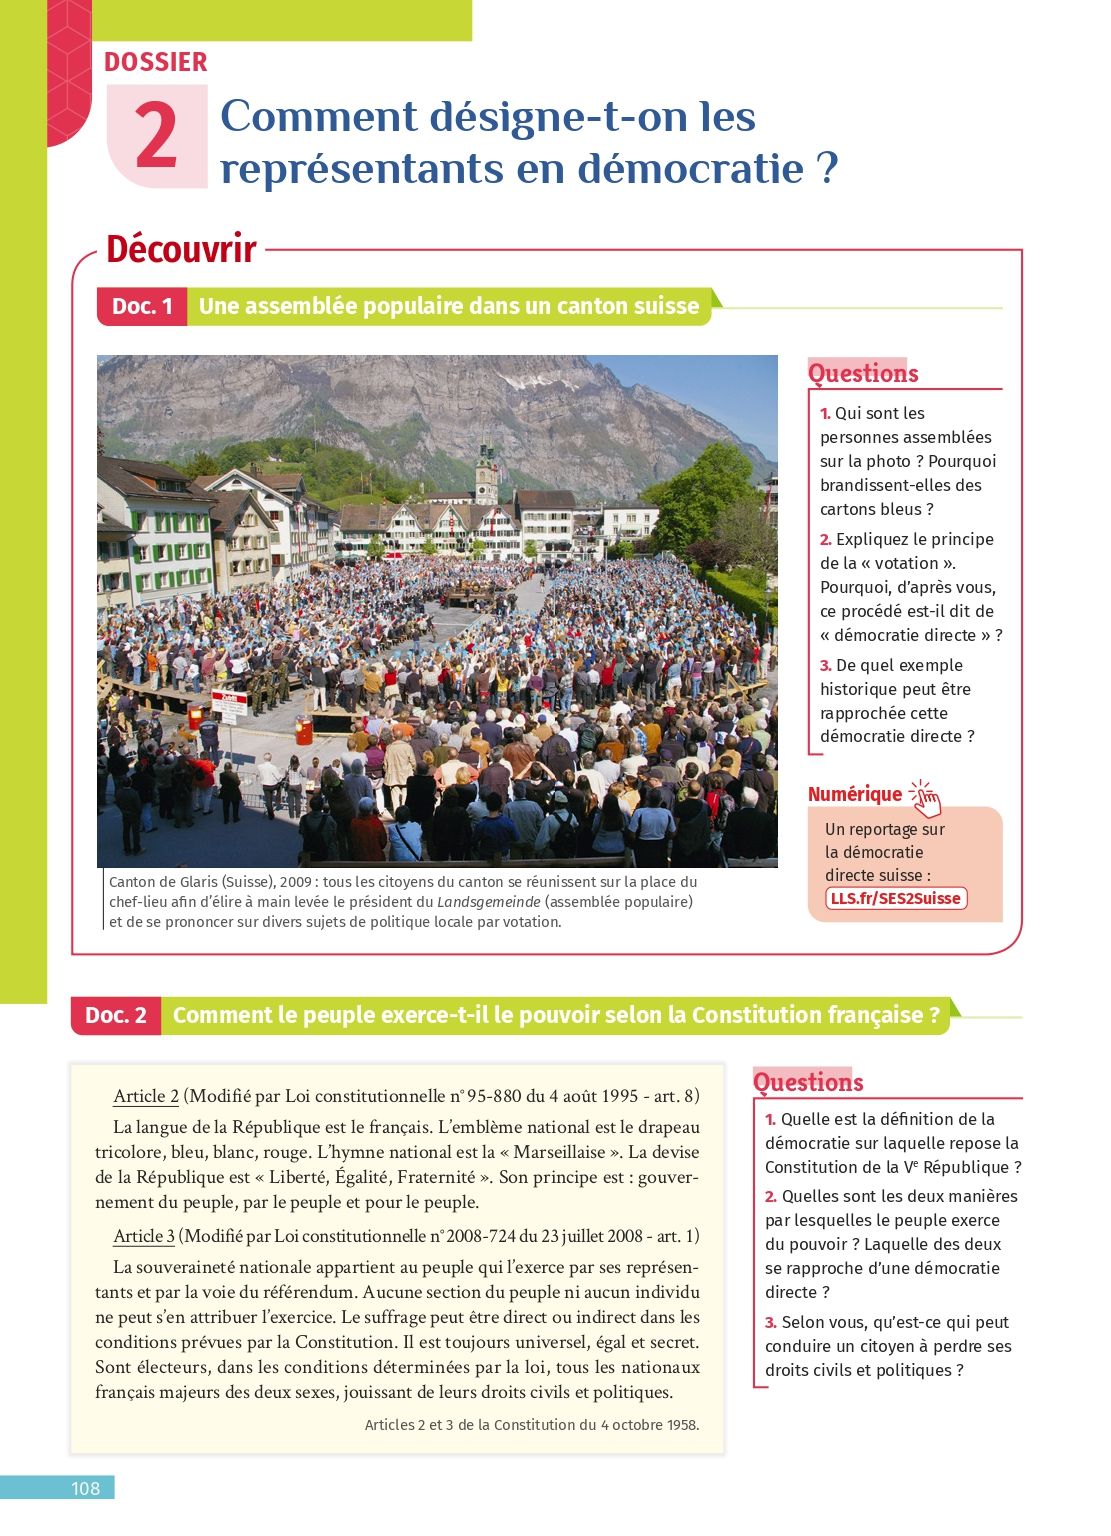 DOSSIER
2
Comment désigne-t-on les
représentants en démocratie ?
Découvrir
Doc. 1 Une assemblée populaire dans un canton suisse
Canton de Glaris (Suisse), 2009 : tous les citoyens du canton se réunissent sur la place du
chef-lieu afin d’élire à main levée le président du Landsgemeinde (assemblée populaire)
et de se prononcer sur divers sujets de politique locale par votation.
Questions
1. Qui sont les
personnes assemblées
sur la photo ? Pourquoi
brandissent-elles des
cartons bleus ?
2. Expliquez le principe
de la « votation ».
Pourquoi, d’après vous,
ce procédé est-il dit de
« démocratie directe » ?
3. De quel exemple
historique peut être
rapprochée cette
démocratie directe ?
Numérique
Un reportage sur
la démocratie
directe suisse :
LLS.fr/SES2Suisse
Doc. 2 Comment le peuple exerce-t-il le pouvoir selon la Constitution française ?
Article 2 (Modifié par Loi constitutionnelle n° 95-880 du 4 août 1995 - art. 8)
La langue de la République est le français. L’emblème national est le drapeau
tricolore, bleu, blanc, rouge. L’hymne national est la « Marseillaise ». La devise
de la République est « Liberté, Égalité, Fraternité ». Son principe est : gouver-
nement du peuple, par le peuple et pour le peuple.
Article 3 (Modifié par Loi constitutionnelle n° 2008-724 du 23 juillet 2008 - art. 1)
La souveraineté nationale appartient au peuple qui l’exerce par ses représen-
tants et par la voie du référendum. Aucune section du peuple ni aucun individu
ne peut s’en attribuer l’exercice. Le suffrage peut être direct ou indirect dans les
conditions prévues par la Constitution. Il est toujours universel, égal et secret.
Sont électeurs, dans les conditions déterminées par la loi, tous les nationaux
français majeurs des deux sexes, jouissant de leurs droits civils et politiques.
Articles 2 et 3 de la Constitution du 4 octobre 1958.
Questions
1. Quelle est la définition de la
démocratie sur laquelle repose la
Constitution de la Ve République ?
2. Quelles sont les deux manières
par lesquelles le peuple exerce
du pouvoir ? Laquelle des deux
se rapproche d’une démocratie
directe ?
3. Selon vous, qu’est-ce qui peut
conduire un citoyen à perdre ses
droits civils et politiques ?
108